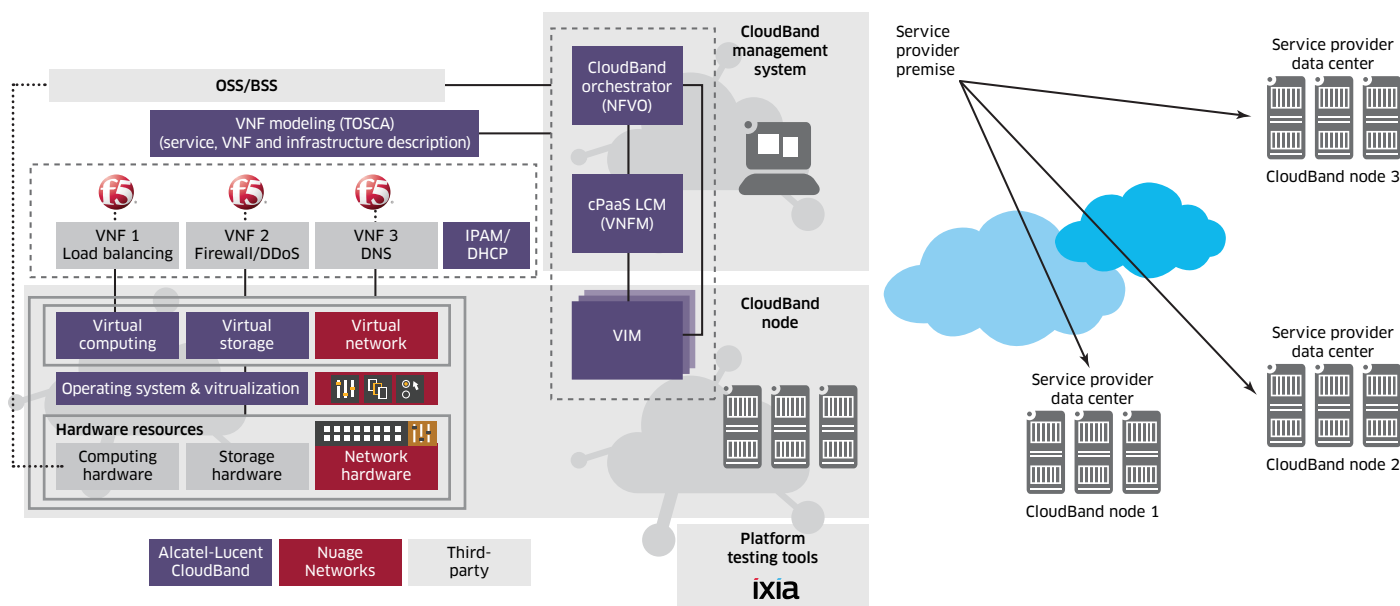 CloudBand
management
system
CloudBand
orchestrator
(NFVO)
OSS/BSS
VNF modeling (TOSCA)
(service, VNF and infrastructure description)
f5.
f5.
f5.
VNF 1
Load balancing
VNF 2
Firewall/DDoS
VNF 3
DNS
IPAM/
DHCP
cPaaS LCM
(VNFM)
CloudBand
node
Virtual
computing
Virtual
storage
Virtual
network
VIM
Operating system & vitrualization
Hardware resources
Computing
hardware
Storage
hardware
Network
hardware
Alcatel-Lucent
CloudBand
Nuage
Networks
Third-
party
Platform
testing tools
ixia
Service
provider
premise
Service provider
data center
CloudBand node 3
Service provider
data center
CloudBand node 2
Service provider
data center
CloudBand node 1